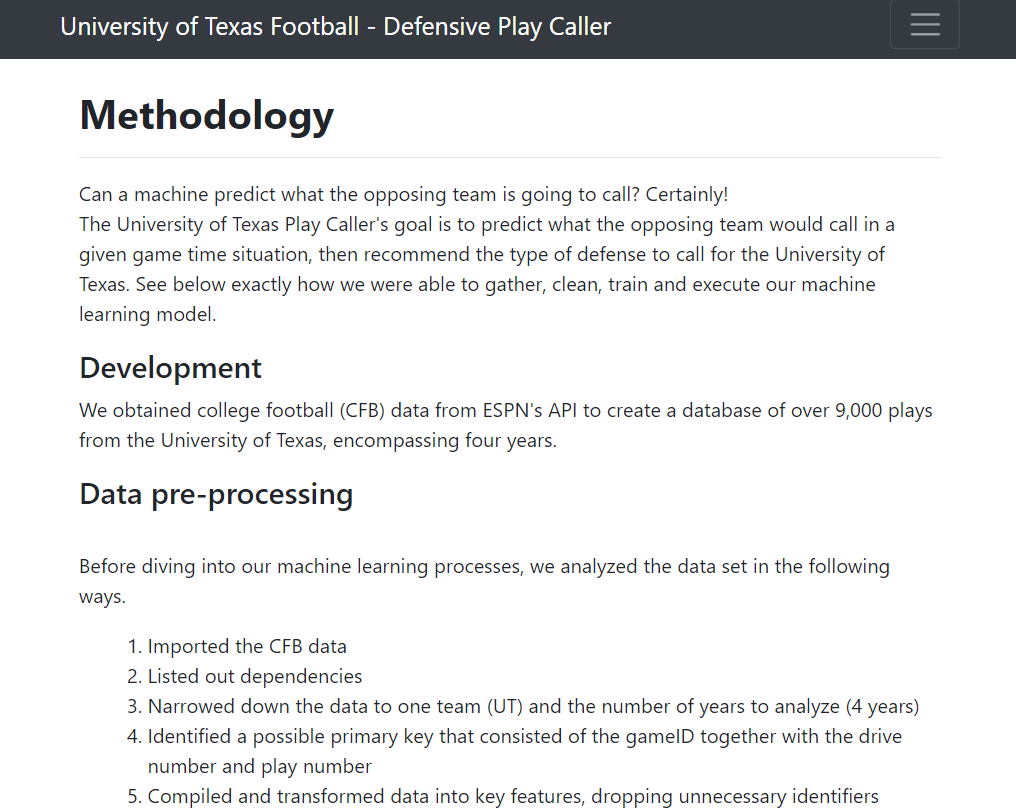 University of Texas Football - Defensive Play Caller
Methodology
Can a machine predict what the opposing team is going to call? Certainly!
The University of Texas Play Caller's goal is to predict what the opposing team would call in a
given game time situation, then recommend the type of defense to call for the University of
Texas. See below exactly how we were able to gather, clean, train and execute our machine
learning model.
Development
We obtained college football (CFB) data from ESPN's API to create a database of over 9,000 plays
from the University of Texas, encompassing four years.
Data pre-processing
Before diving into our machine learning processes, we analyzed the data set in the following
ways.
1. Imported the CFB data
2. Listed out dependencies
3. Narrowed down the data to one team (UT) and the number of years to analyze (4 years)
4. Identified a possible primary key that consisted of the gameID together with the drive
number and play number
5. Compiled and transformed data into key features, dropping unnecessary identifiers